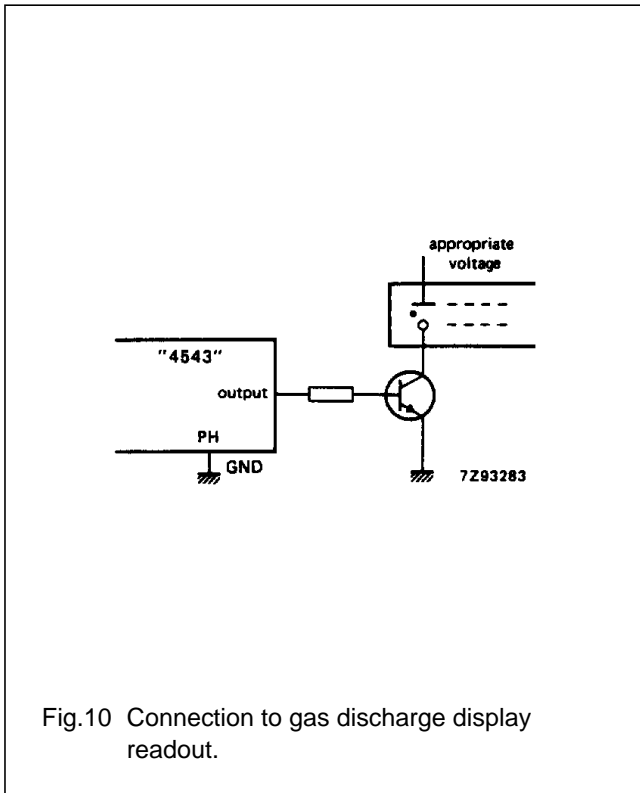 appropriate
voltage
"4543"
output
PH
GND
7Z93283
Fig.10 Connection to gas discharge display
readout.